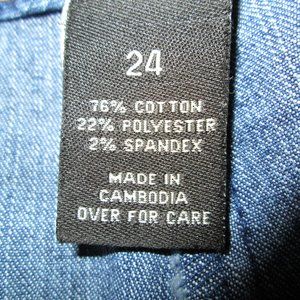 24
76% COTTON
22% POLYESTER
2% SPANDEX
MADE IN
CAMBODIA
OVER FOR CARE